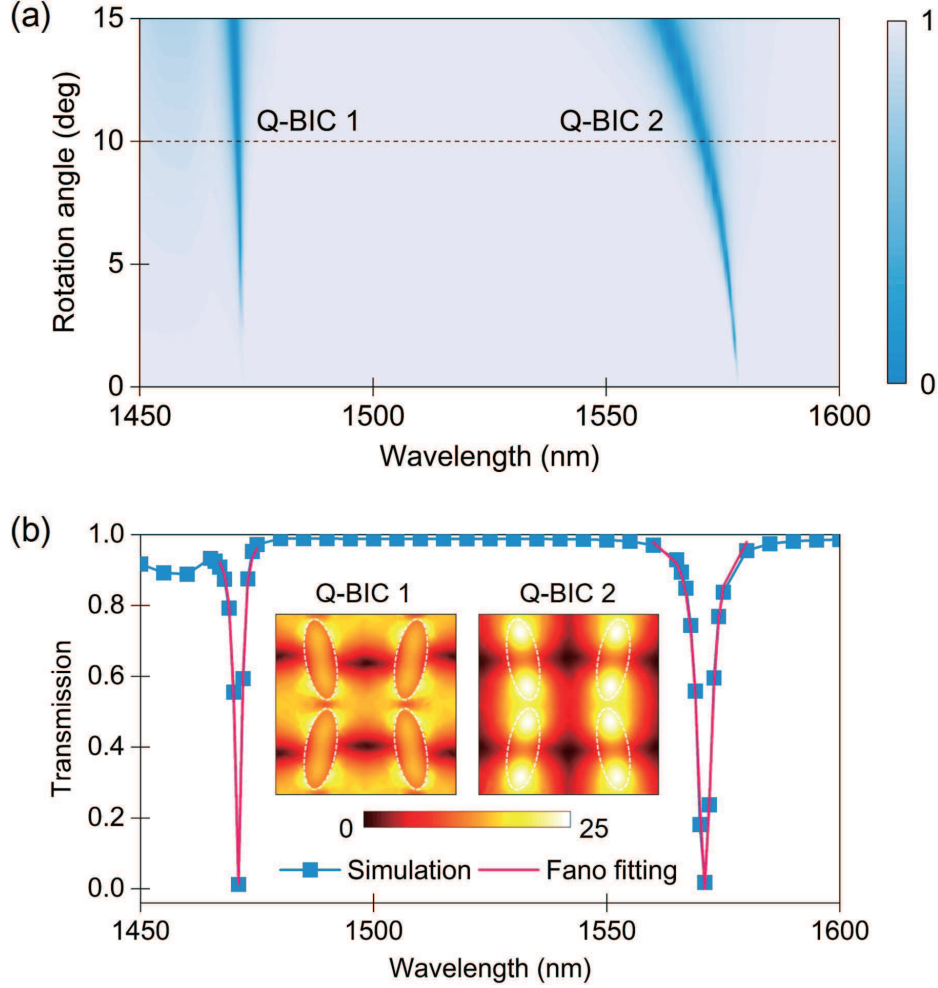 (a)
15
10
5
0
Rotation angle (deg)
Q-BIC 1
Q-BIC 2
1
0
1450
1500
1550
1600
Wavelength (nm)
(b)
1.0
0.8
0.6
0.4
0.2
0.0
Transmission
Q-BIC 1
Q-BIC 2
0
25
Simulation
Fano fitting
1450
1500
1550
1600
Wavelength (nm)